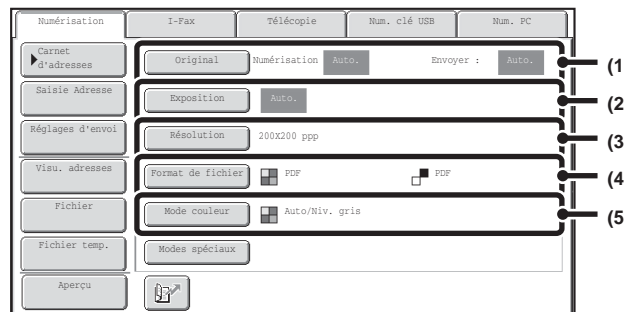 Numérisation I-Fax Télécopie Num. clé USB Num. PC
Carnet d'adresses
Original Numérisation Auto. Envoyer : Auto. (1
Saisie Adresse
Exposition Auto. (2
Réglages d'envoi
Résolution 200X200 ppp (3
Visu. adresses
Format de fichier PDF PDF (4
Fichier
Mode couleur Auto/Niv. gris (5
Fichier temp.
Modes spéciaux
Aperçu